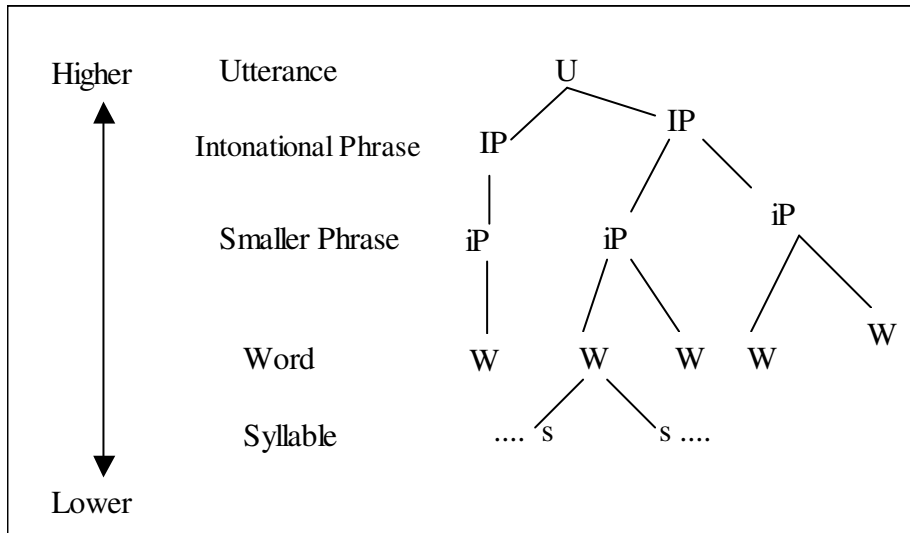 Higher Utterance U
IP
Intonational Phrase IP
iP
Smaller Phrase iP iP
W
Word W W W W
Syllable .... s s ....
Lower